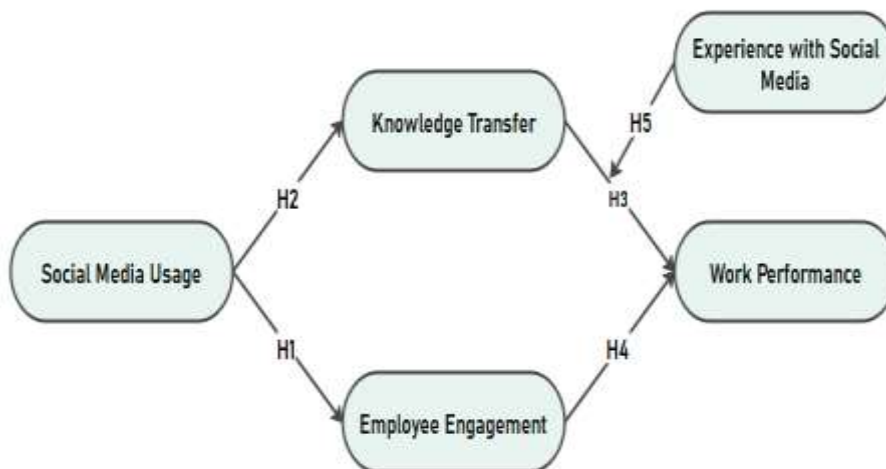 Experience with Social
Media
Knowledge Transfer
H5
H2
H3
Social Media Usage
Work Performance
H1
H4
Employee Engagement